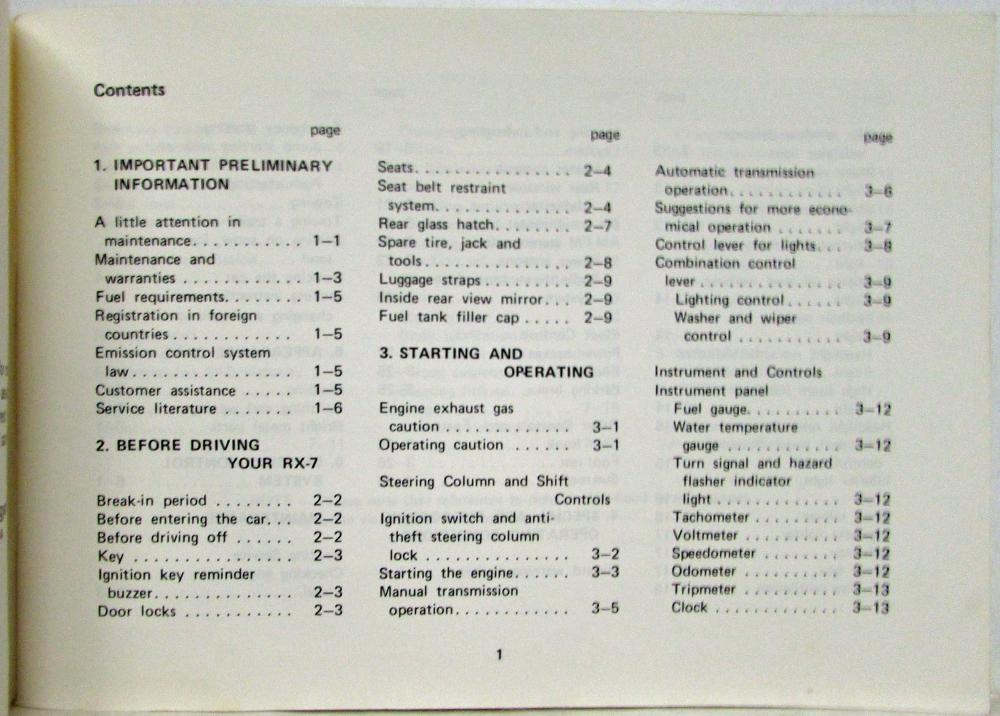 Contents
page
1. IMPORTANT PRELIMINARY
INFORMATION
A little attention in
maintenance........... 1—1
Maintenance and
warranties ............ 1—3
Fuel requirements........ 1—5
Registration in foreign
countries............. 1—5
Emission control system
law.................. 1—5
Customer assistance ..... 1—5
Service literature ....... 1—6
2. BEFORE DRIVING
YOUR RX-7
Break-in period ........ 2—2
Before entering the car... 2—2
Before driving off ...... 2—2
Key .................. 2—3
Ignition key reminder
buzzer............... 2—3
Door locks ............ 2—3
page
Seats................. 2—4
Seat belt restraint
system............... 2—4
Rear glass hatch......... 2—7
Spare tire, jack and
tools................. 2—8
Luggage straps.......... 2—9
Inside rear view mirror... 2—9
Fuel tank filler cap ..... 2—9
3. STARTING AND
OPERATING
Engine exhaust gas
caution .............. 3—1
Operating caution ...... 3—1
Steering Column and Shift
Controls
Ignition switch and anti-
theft steering column
lock ................ 3—2
Starting the engine...... 3—3
Manual transmission
operation............. 3—5
page
Automatic transmission
operation............. 3—6
Suggestions for more econo-
mical operation ....... 3—7
Control lever for lights... 3—8
Combination control
lever ................ 3—9
Lighting control....... 3—9
Washer and wiper
control ............. 3—9
Instrument and Controls
Instrument panel
Fuel gauge........... 3—12
Water temperature
gauge .............. 3—12
Turn signal and hazard
flasher indicator
light ............... 3—12
Tachometer .......... 3—12
Voltmeter ........... 3—12
Speedometer ......... 3—12
Odometer ........... 3—12
Tripmeter ........... 3—13
Clock .............. 3—13
1